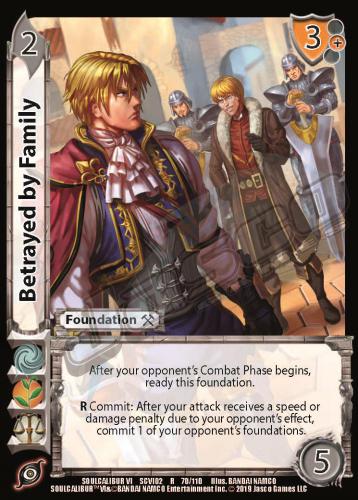 2
3
+
Betrayed by Family
Foundation
After your opponent's Combat Phase begins,
ready this foundation.
R Commit: After your attack receives a speed or
damage penalty due to your opponent's effect,
commit 1 of your opponent's foundations.
5
SOULCALIBUR VI SCVI02 R 70/110 Illus. BANDAI NAMCO
SOULCALIBUR™VI&©BANDAI NAMCO Entertainment Inc. © 2019 Jasco Games LLC